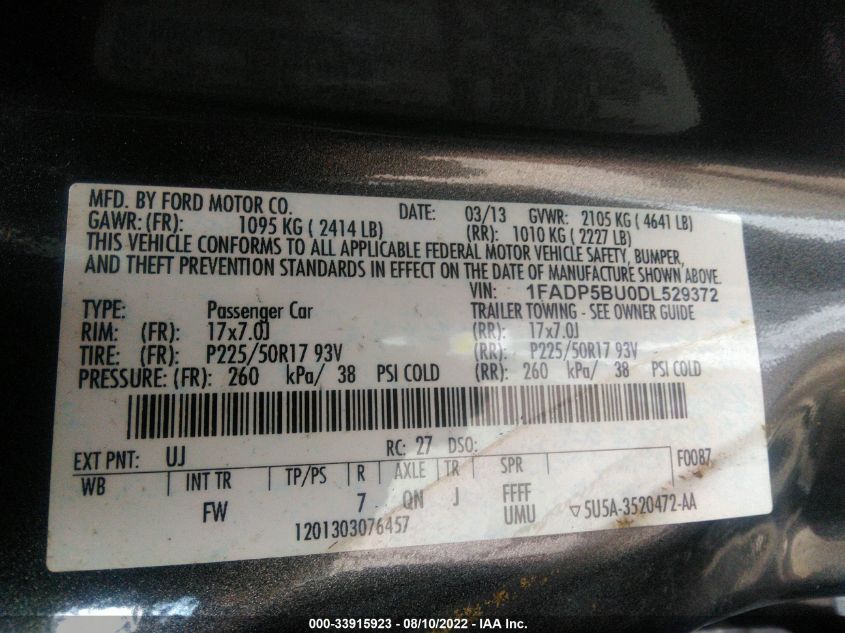 MFD. BY FORD MOTOR CO. DATE: 03/13 GVWR: 2105 KG ( 4641 LB)
GAWR: (FR): 1095 KG ( 2414 LB) (RR): 1010 KG ( 2227 LB)
THIS VEHICLE CONFORMS TO ALL APPLICABLE FEDERAL MOTOR VEHICLE SAFETY, BUMPER,
AND THEFT PREVENTION STANDARDS IN EFFECT ON THE DATE OF MANUFACTURE SHOWN ABOVE.
VIN: 1FADP5BU0DL529372
TYPE: Passenger Car TRAILER TOWING - SEE OWNER GUIDE
RIM: (FR): 17x7.0J (RR): 17x7.0J
TIRE: (FR): P225/50R17 93V (RR): P225/50R17 93V
PRESSURE: (FR): 260 kPa/ 38 PSI COLD (RR): 260 kPa/ 38 PSI COLD
EXT PNT: UJ RC: 27 DSO: F0087
WB INT TR TP/PS R AXLE TR SPR
FW 7 QN J FFFF
UMU ▽ 5U5A-3520472-AA
1201303076457
000-33915923 - 08/10/2022 - IAA Inc.